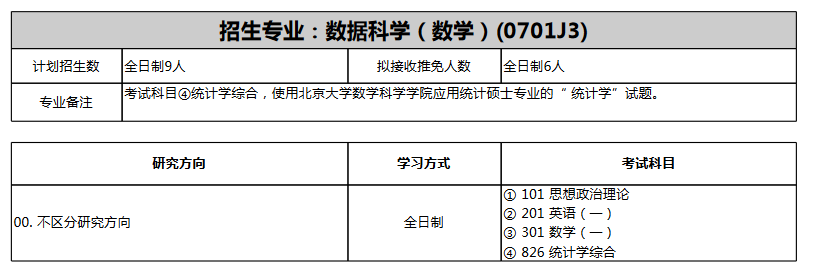 招生专业：数据科学（数学）(0701J3)
计划招生数 全日制9人 拟接收推免人数 全日制6人
专业备注 考试科目④统计学综合，使用北京大学数学科学学院应用统计硕士专业的“ 统计学”试题。
研究方向 学习方式 考试科目
00. 不区分研究方向 全日制
① 101 思想政治理论
② 201 英语（一）
③ 301 数学（一）
④ 826 统计学综合